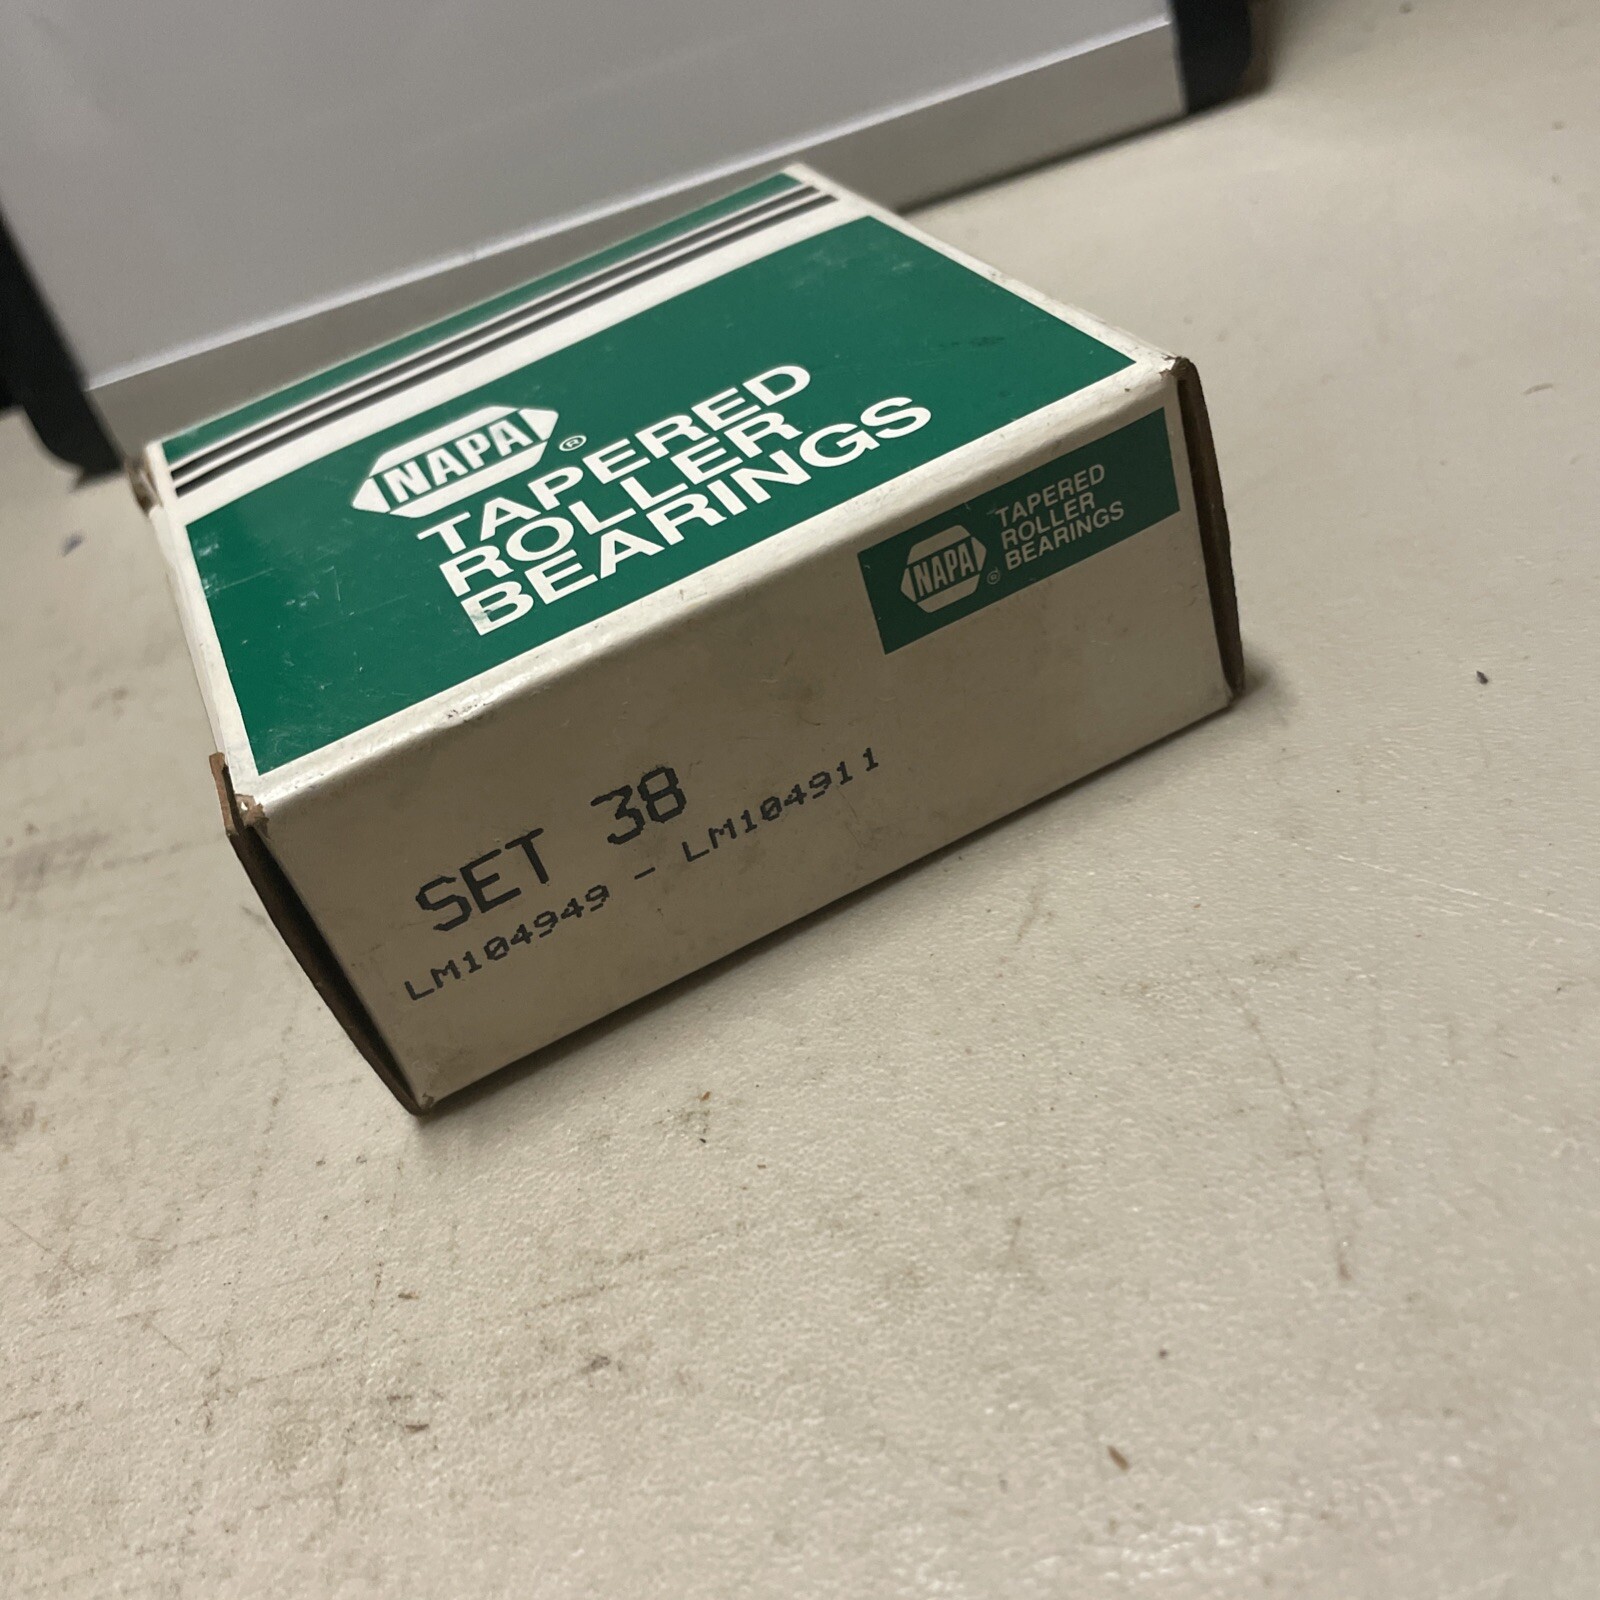 NAPA®
TAPERED
ROLLER
BEARINGS
NAPA®
TAPERED
ROLLER
BEARINGS
SET 38
LM104949 - LM104911